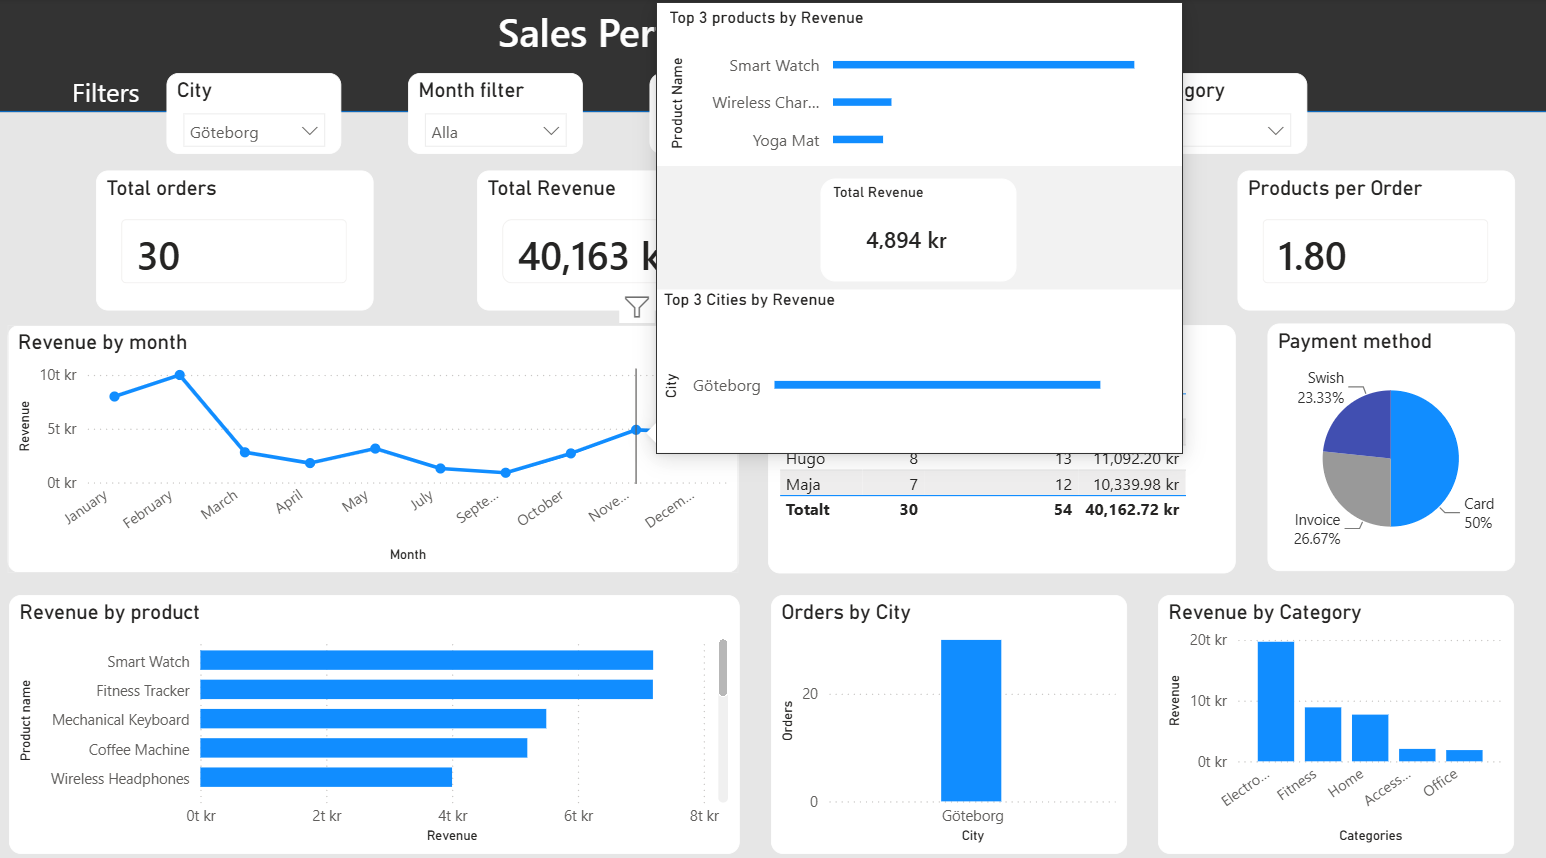 Sales Per
Filters
City
Göteborg
Month filter
Alla
gory
Top 3 products by Revenue
Product Name
Smart Watch
Wireless Char...
Yoga Mat
Total Revenue
4,894 kr
Top 3 Cities by Revenue
City
Göteborg
Total orders
30
Total Revenue
40,163 k
Products per Order
1.80
Revenue by month
Revenue
10t kr
5t kr
0t kr
January
February
March
April
May
July
Septe...
October
Nove...
Decem...
Month
Hugo 8 13 11,092.20 kr
Maja 7 12 10,339.98 kr
Totalt 30 54 40,162.72 kr
Payment method
Swish
23.33%
Invoice
26.67%
Card
50%
Revenue by product
Product name
Smart Watch
Fitness Tracker
Mechanical Keyboard
Coffee Machine
Wireless Headphones
0t kr 2t kr 4t kr 6t kr 8t kr
Revenue
Orders by City
Orders
20
0
Göteborg
City
Revenue by Category
Revenue
20t kr
10t kr
0t kr
Electro...
Fitness
Home
Access...
Office
Categories